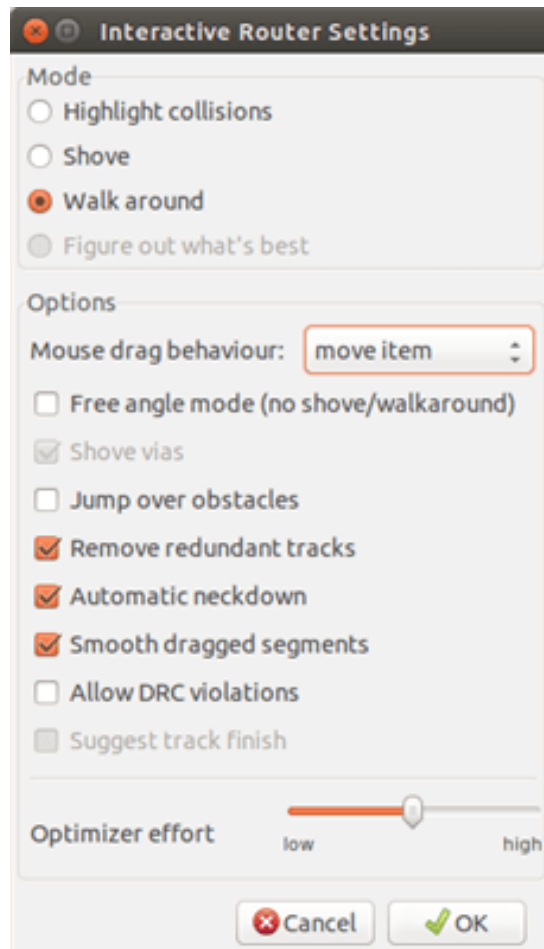 Interactive Router Settings
Mode
Highlight collisions
Shove
Walk around
Figure out what's best
Options
Mouse drag behaviour: move item
Free angle mode (no shove/walkaround)
Shove vias
Jump over obstacles
Remove redundant tracks
Automatic neckdown
Smooth dragged segments
Allow DRC violations
Suggest track finish
Optimizer effort
low high
Cancel OK